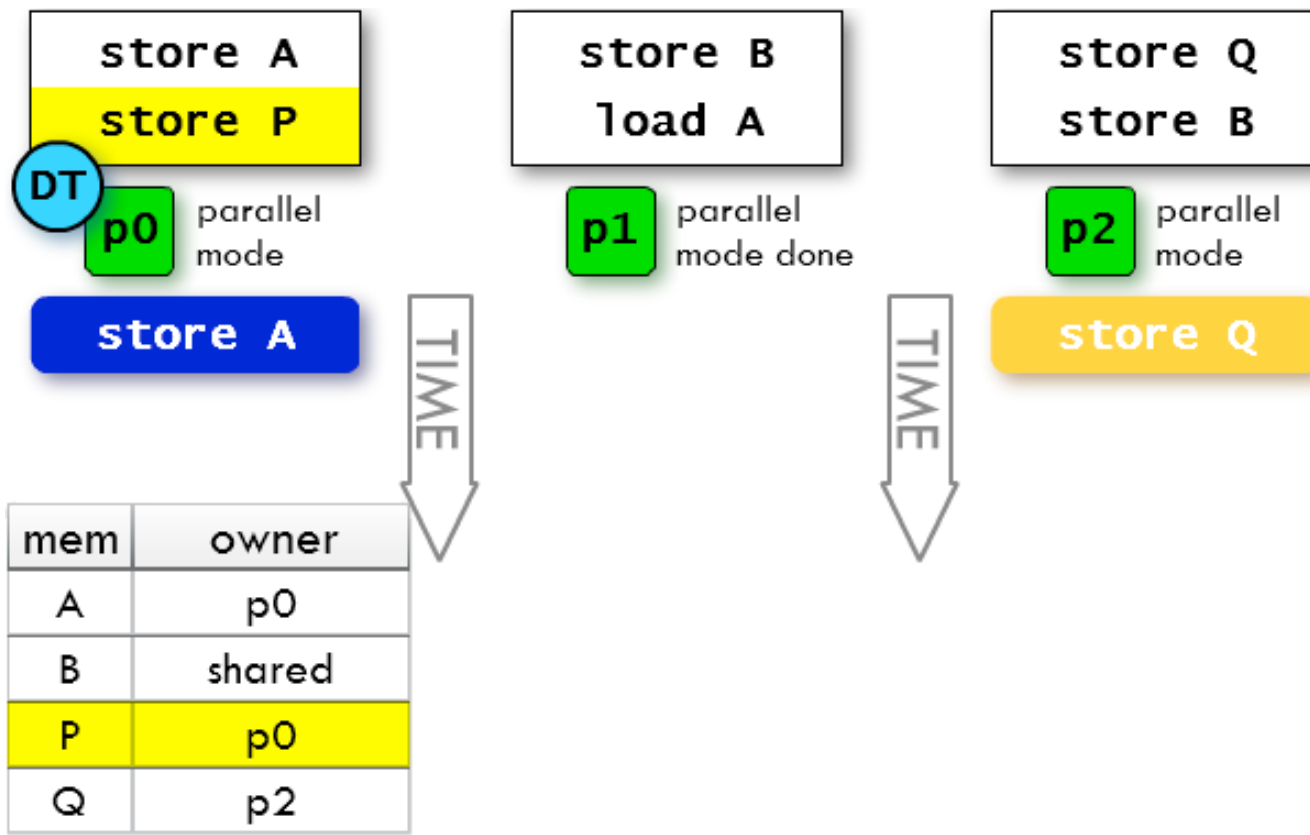 store A
store P
DT
p0
parallel
mode
store A
TIME
store B
load A
p1
parallel
mode done
TIME
store Q
store B
p2
parallel
mode
store Q
mem owner
A p0
B shared
P p0
Q p2